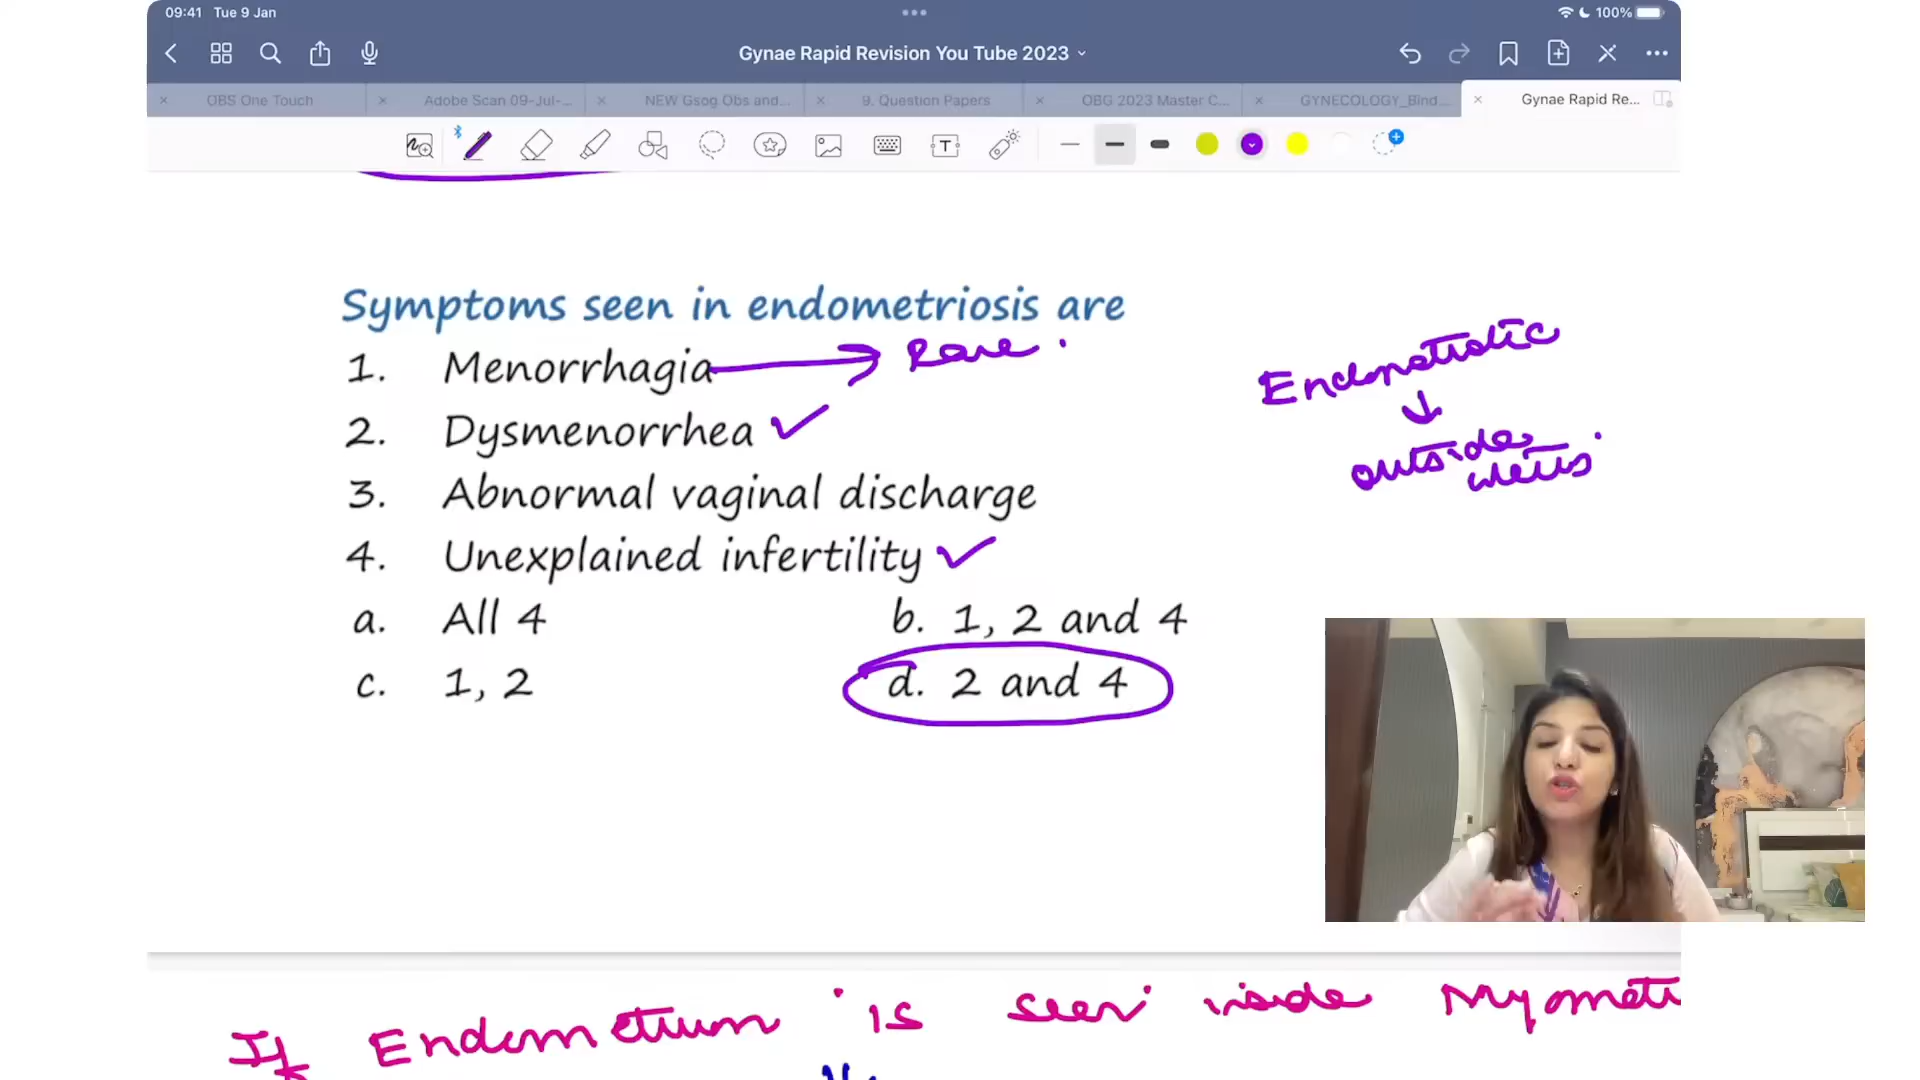 09:41 Tue 9 Jan
100%
Gynae Rapid Revision You Tube 2023
OBS One Touch
Adobe Scan 09-Jul-...
NEW Gsog Obs and...
9. Question Papers
OBG 2023 Master C...
GYNECOLOGY_Bind...
Gynae Rapid Re...
Symptoms seen in endometriosis are
1. Menorrhagia → Rare.
2. Dysmenorrhea ✓
3. Abnormal vaginal discharge
4. Unexplained infertility ✓
a. All 4
b. 1, 2 and 4
c. 1, 2
d. 2 and 4
Endometriotic
↓
outside
uterus.
If Endometrium is seen inside Myomet